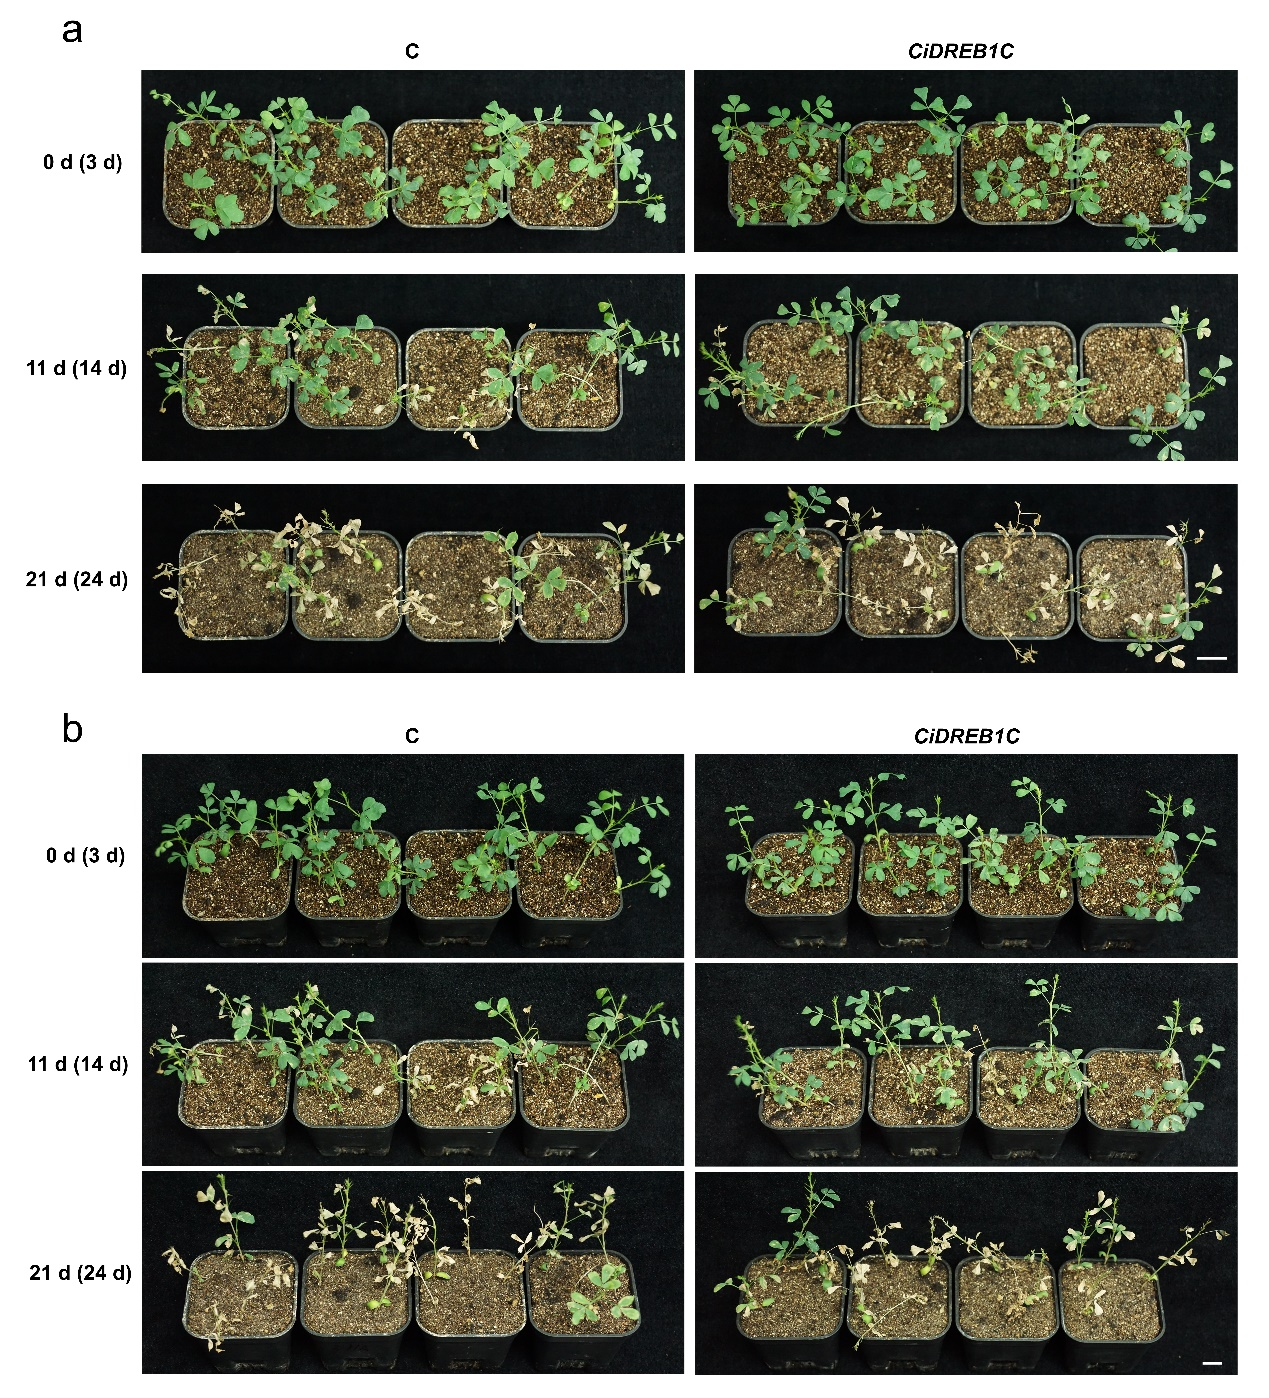 a
C CiDREB1C
0 d (3 d)
11 d (14 d)
21 d (24 d)
b
C CiDREB1C
0 d (3 d)
11 d (14 d)
21 d (24 d)